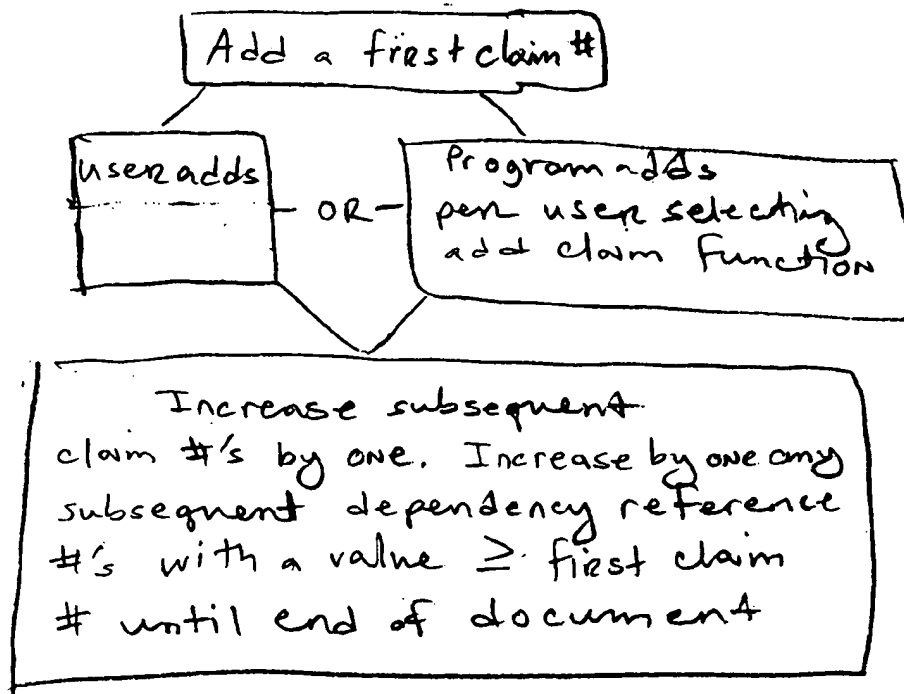 Add a first claim #
user adds
OR
Program adds
per user selecting
add claim function
Increase subsequent
claim #'s by one. Increase by one any
subsequent dependency reference
#'s with a value ≥ first claim
# until end of document